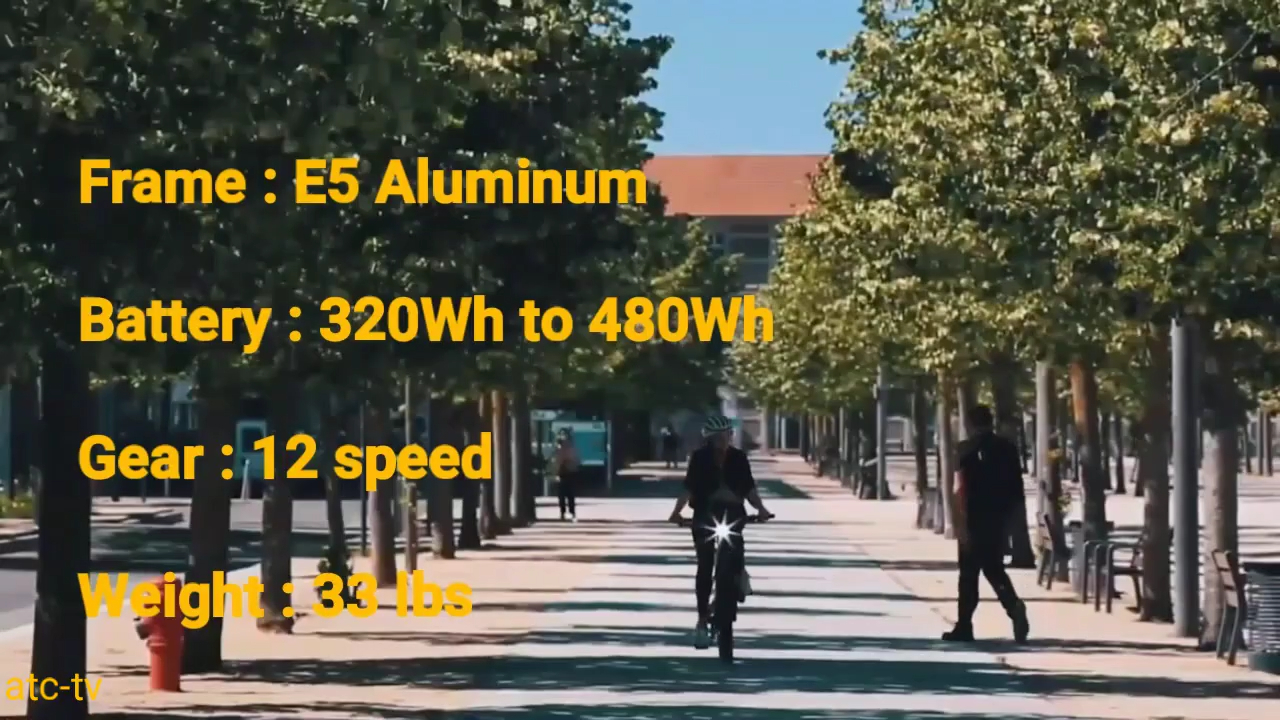 Frame : E5 Aluminum
Battery : 320Wh to 480Wh
Gear : 12 speed
Weight : 33 lbs
atc-tv